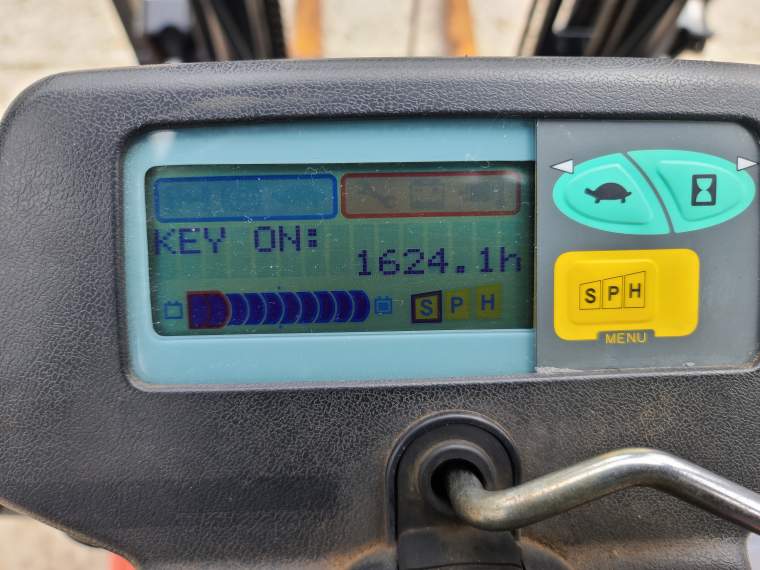 KEY ON:
1624.1h
S P H
S P H
MENU